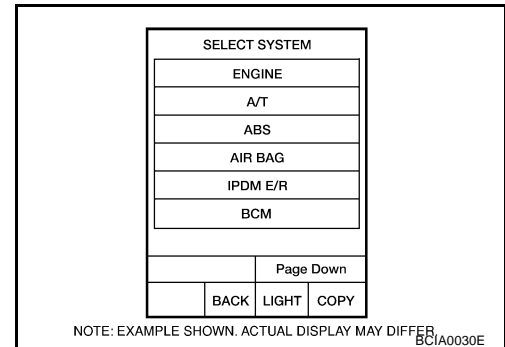 SELECT SYSTEM
ENGINE
A/T
ABS
AIR BAG
IPDM E/R
BCM
Page Down
BACK LIGHT COPY
NOTE: EXAMPLE SHOWN. ACTUAL DISPLAY MAY DIFFER.
BCIA0030E